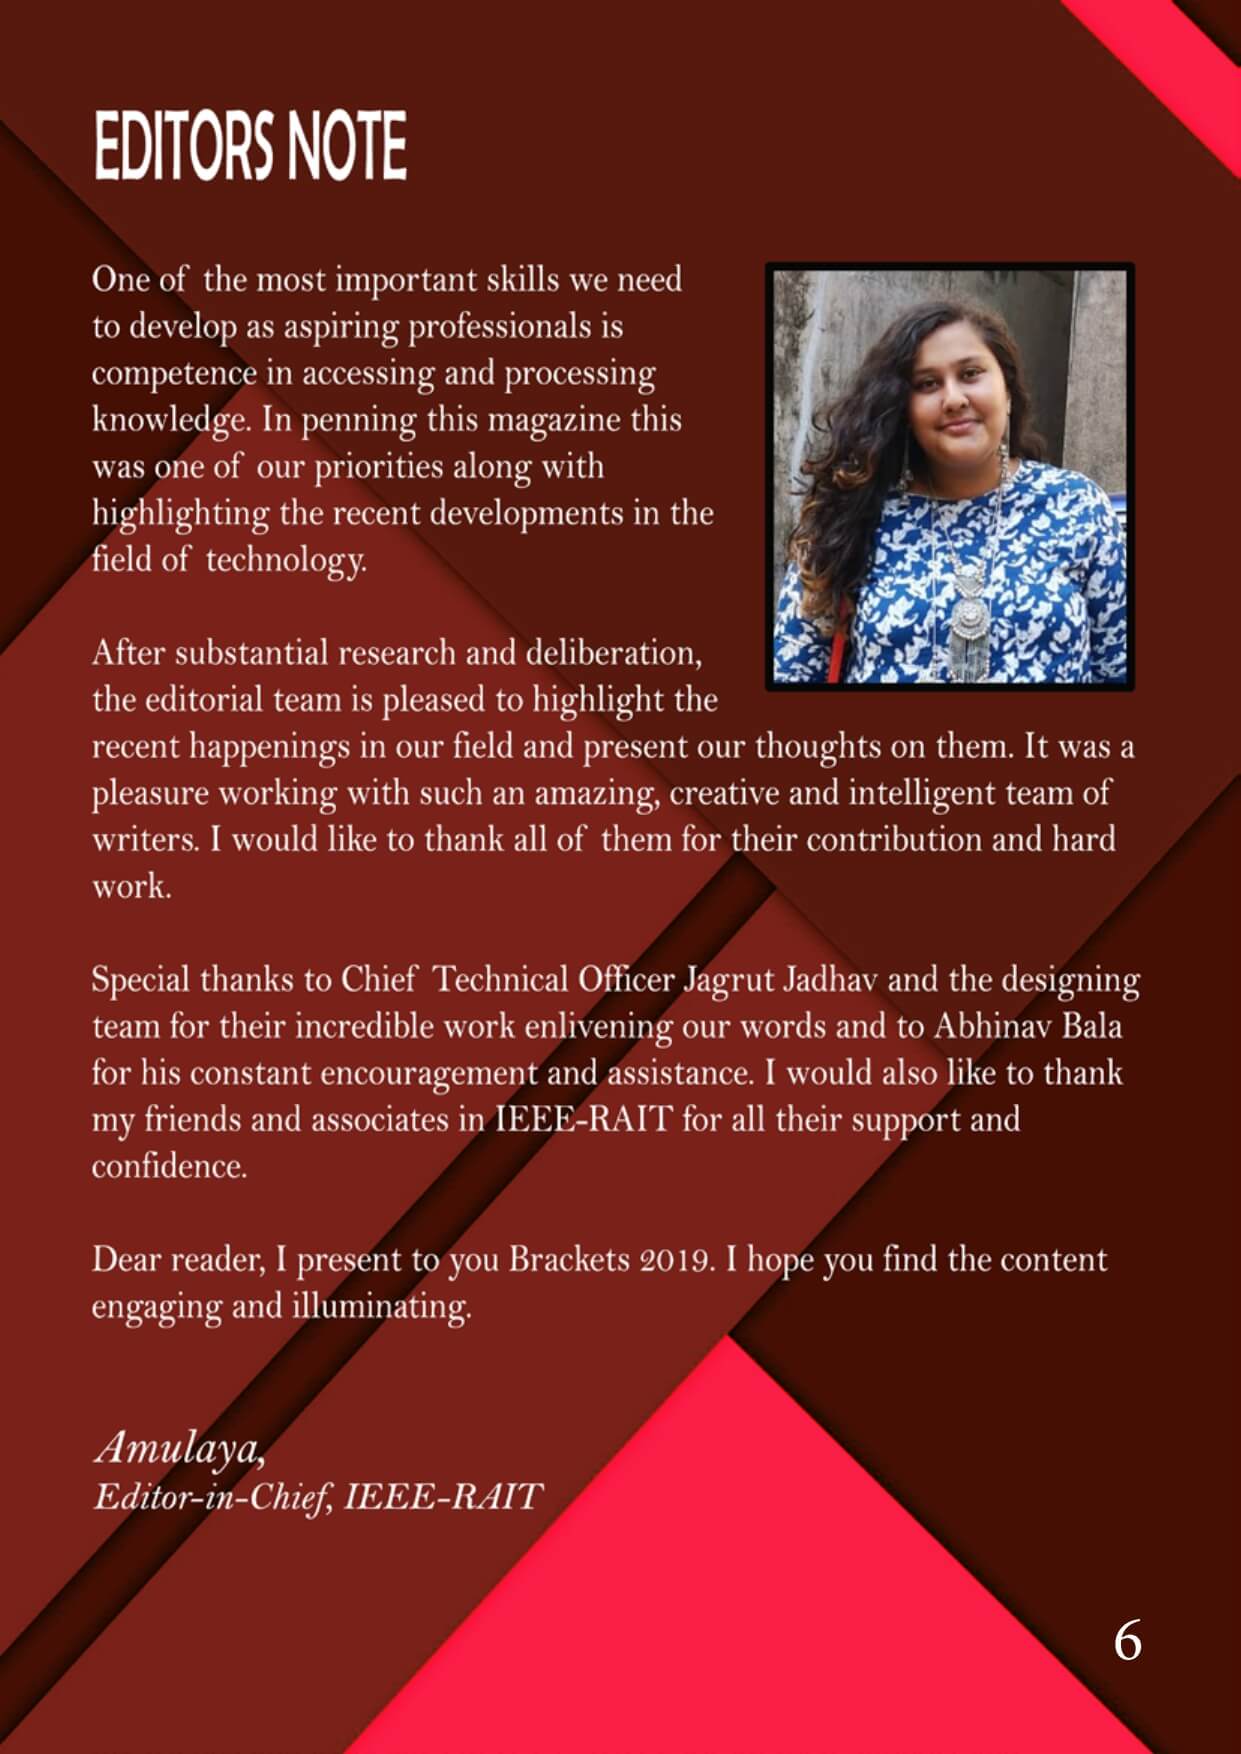 EDITORS NOTE
One of the most important skills we need
to develop as aspiring professionals is
competence in accessing and processing
knowledge. In penning this magazine this
was one of our priorities along with
highlighting the recent developments in the
field of technology.
After substantial research and deliberation,
the editorial team is pleased to highlight the
recent happenings in our field and present our thoughts on them. It was a
pleasure working with such an amazing, creative and intelligent team of
writers. I would like to thank all of them for their contribution and hard
work.
Special thanks to Chief Technical Officer Jagrut Jadhav and the designing
team for their incredible work enlivening our words and to Abhinav Bala
for his constant encouragement and assistance. I would also like to thank
my friends and associates in IEEE-RAIT for all their support and
confidence.
Dear reader, I present to you Brackets 2019. I hope you find the content
engaging and illuminating.
Amulaya,
Editor-in-Chief, IEEE-RAIT
6